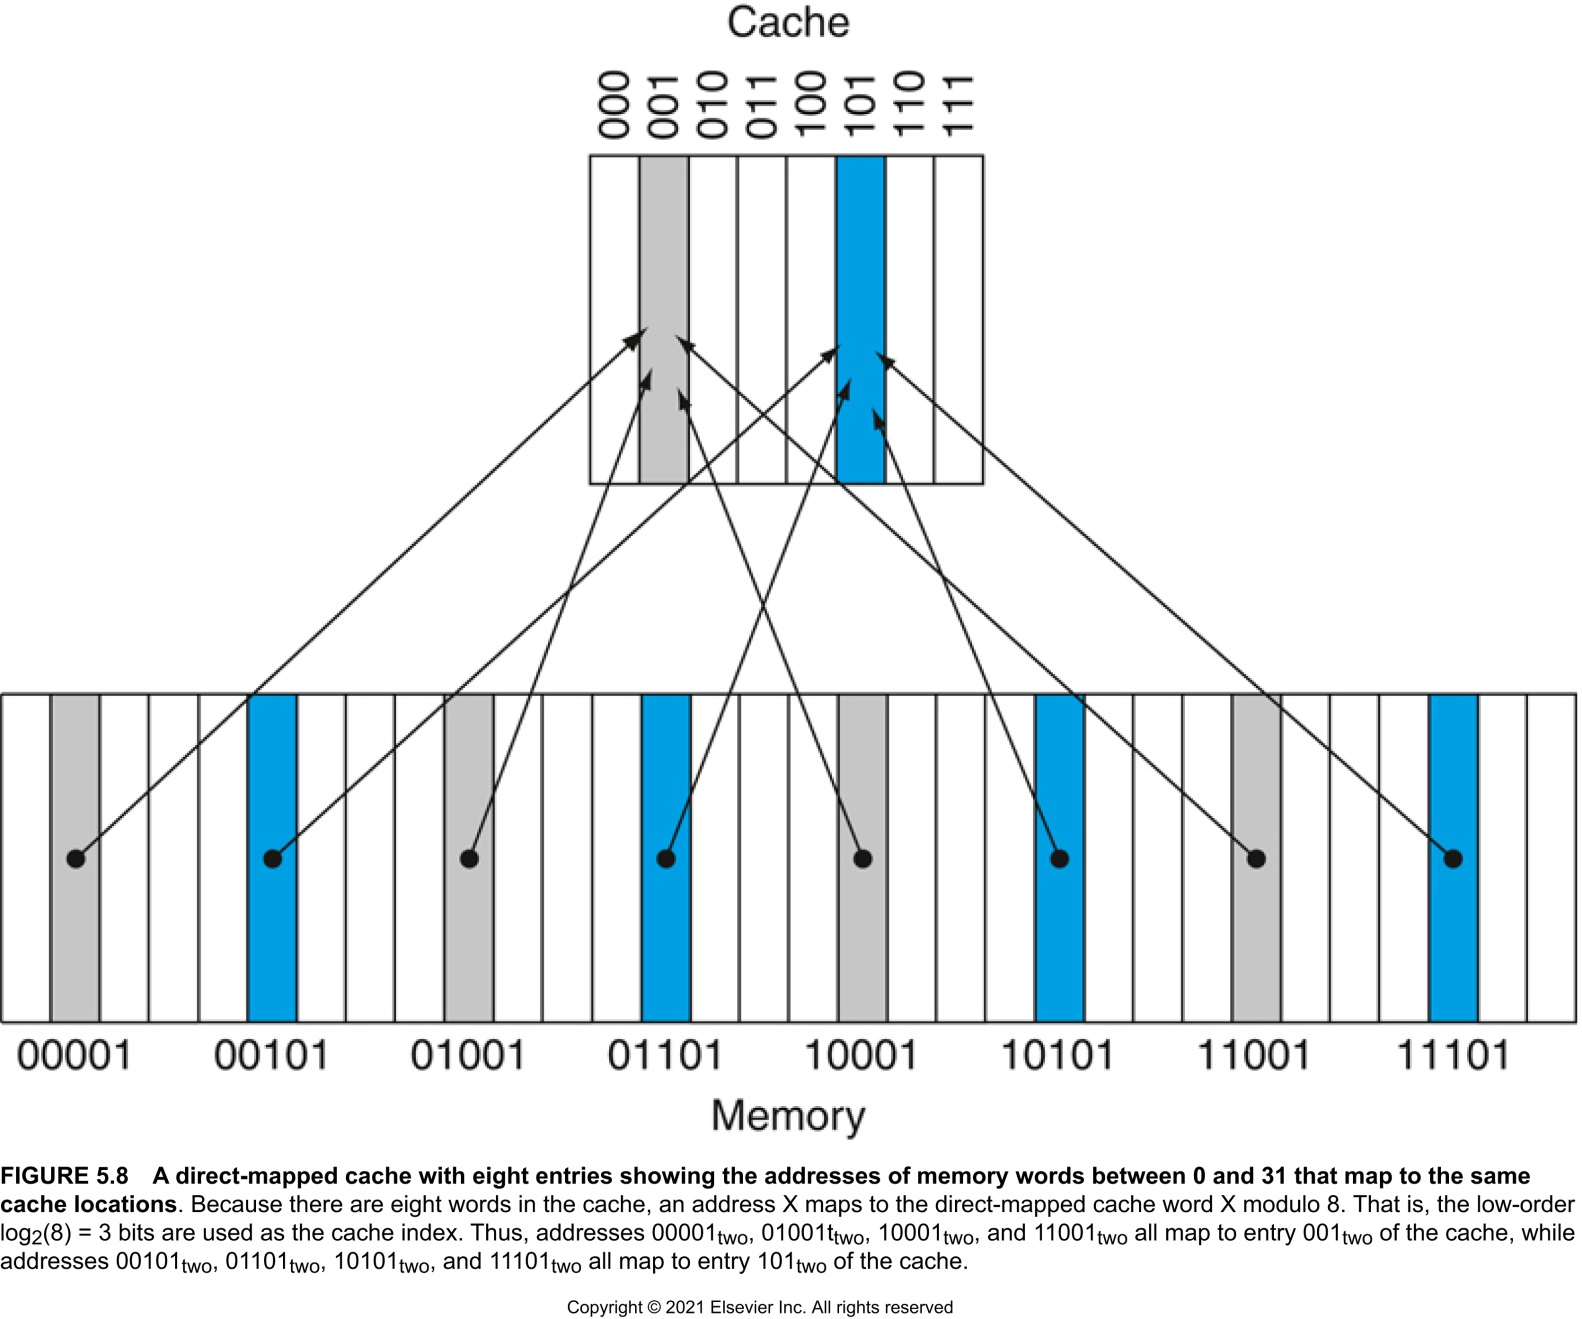 Cache
000 001 010 011 100 101 110 111
00001 00101 01001 01101 10001 10101 11001 11101
Memory
FIGURE 5.8 A direct-mapped cache with eight entries showing the addresses of memory words between 0 and 31 that map to the same
cache locations. Because there are eight words in the cache, an address X maps to the direct-mapped cache word X modulo 8. That is, the low-order
log2(8) = 3 bits are used as the cache index. Thus, addresses 00001two, 01001ttwo, 10001two, and 11001two all map to entry 001two of the cache, while
addresses 00101two, 01101two, 10101two, and 11101two all map to entry 101two of the cache.
Copyright © 2021 Elsevier Inc. All rights reserved